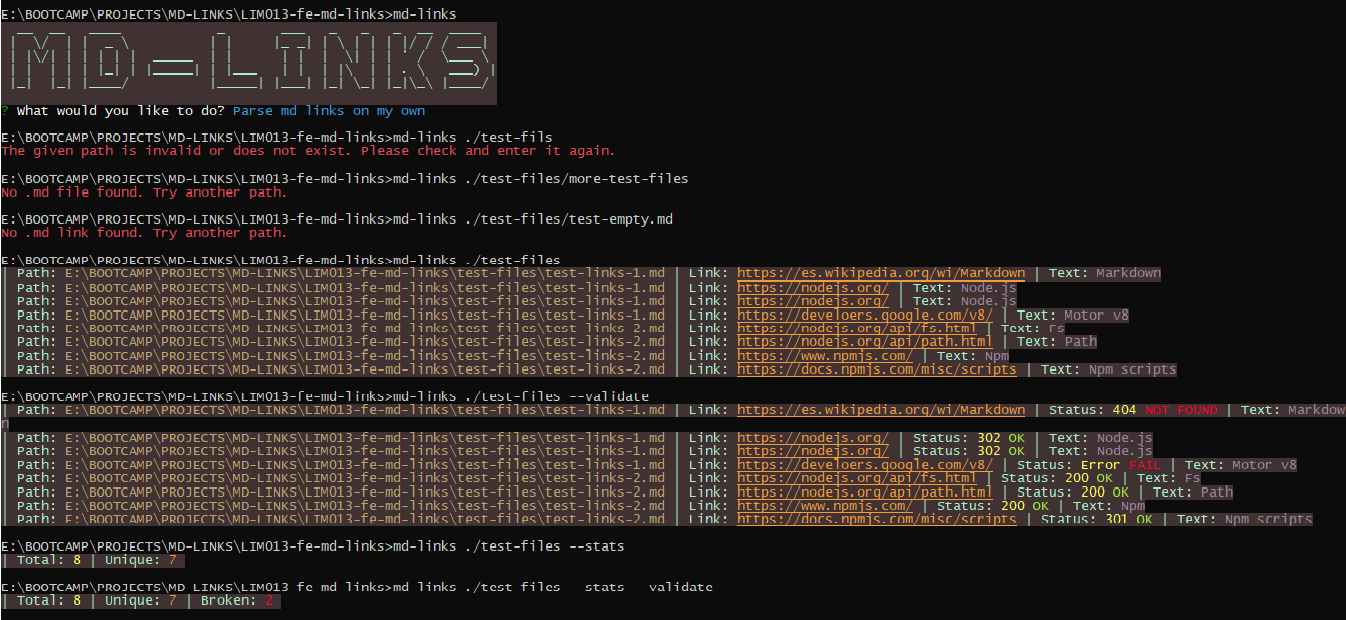 E:\BOOTCAMP\PROJECTS\MD-LINKS\LIM013-fe-md-links>md-links
MD-LINKS
? What would you like to do? Parse md links on my own
E:\BOOTCAMP\PROJECTS\MD-LINKS\LIM013-fe-md-links>md-links ./test-fils
The given path is invalid or does not exist. Please check and enter it again.
E:\BOOTCAMP\PROJECTS\MD-LINKS\LIM013-fe-md-links>md-links ./test-files/more-test-files
No .md file found. Try another path.
E:\BOOTCAMP\PROJECTS\MD-LINKS\LIM013-fe-md-links>md-links ./test-files/test-empty.md
No .md link found. Try another path.
E:\BOOTCAMP\PROJECTS\MD-LINKS\LIM013-fe-md-links>md-links ./test-files
| Path: E:\BOOTCAMP\PROJECTS\MD-LINKS\LIM013-fe-md-links\test-files\test-links-1.md | Link: https://es.wikipedia.org/wi/Markdown | Text: Markdown
| Path: E:\BOOTCAMP\PROJECTS\MD-LINKS\LIM013-fe-md-links\test-files\test-links-1.md | Link: https://nodejs.org/ | Text: Node.js
| Path: E:\BOOTCAMP\PROJECTS\MD-LINKS\LIM013-fe-md-links\test-files\test-links-1.md | Link: https://nodejs.org/ | Text: Node.js
| Path: E:\BOOTCAMP\PROJECTS\MD-LINKS\LIM013-fe-md-links\test-files\test-links-1.md | Link: https://develoers.google.com/v8/ | Text: Motor v8
| Path: E:\BOOTCAMP\PROJECTS\MD-LINKS\LIM013-fe-md-links\test-files\test-links-2.md | Link: https://nodejs.org/api/fs.html | Text: Fs
| Path: E:\BOOTCAMP\PROJECTS\MD-LINKS\LIM013-fe-md-links\test-files\test-links-2.md | Link: https://nodejs.org/api/path.html | Text: Path
| Path: E:\BOOTCAMP\PROJECTS\MD-LINKS\LIM013-fe-md-links\test-files\test-links-2.md | Link: https://www.npmjs.com/ | Text: Npm
| Path: E:\BOOTCAMP\PROJECTS\MD-LINKS\LIM013-fe-md-links\test-files\test-links-2.md | Link: https://docs.npmjs.com/misc/scripts | Text: Npm scripts
E:\BOOTCAMP\PROJECTS\MD-LINKS\LIM013-fe-md-links>md-links ./test-files --validate
| Path: E:\BOOTCAMP\PROJECTS\MD-LINKS\LIM013-fe-md-links\test-files\test-links-1.md | Link: https://es.wikipedia.org/wi/Markdown | Status: 404 NOT FOUND | Text: Markdow
n
| Path: E:\BOOTCAMP\PROJECTS\MD-LINKS\LIM013-fe-md-links\test-files\test-links-1.md | Link: https://nodejs.org/ | Status: 302 OK | Text: Node.js
| Path: E:\BOOTCAMP\PROJECTS\MD-LINKS\LIM013-fe-md-links\test-files\test-links-1.md | Link: https://nodejs.org/ | Status: 302 OK | Text: Node.js
| Path: E:\BOOTCAMP\PROJECTS\MD-LINKS\LIM013-fe-md-links\test-files\test-links-1.md | Link: https://develoers.google.com/v8/ | Status: Error FAIL | Text: Motor v8
| Path: E:\BOOTCAMP\PROJECTS\MD-LINKS\LIM013-fe-md-links\test-files\test-links-2.md | Link: https://nodejs.org/api/fs.html | Status: 200 OK | Text: Fs
| Path: E:\BOOTCAMP\PROJECTS\MD-LINKS\LIM013-fe-md-links\test-files\test-links-2.md | Link: https://nodejs.org/api/path.html | Status: 200 OK | Text: Path
| Path: E:\BOOTCAMP\PROJECTS\MD-LINKS\LIM013-fe-md-links\test-files\test-links-2.md | Link: https://www.npmjs.com/ | Status: 200 OK | Text: Npm
| Path: E:\BOOTCAMP\PROJECTS\MD-LINKS\LIM013-fe-md-links\test-files\test-links-2.md | Link: https://docs.npmjs.com/misc/scripts | Status: 301 OK | Text: Npm scripts
E:\BOOTCAMP\PROJECTS\MD-LINKS\LIM013-fe-md-links>md-links ./test-files --stats
| Total: 8 | Unique: 7
E:\BOOTCAMP\PROJECTS\MD-LINKS\LIM013-fe-md-links>md-links ./test-files --stats --validate
| Total: 8 | Unique: 7 | Broken: 2